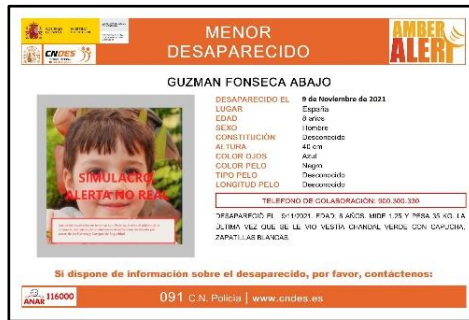 MENOR
DESAPARECIDO
AMBER
ALERT
CNDES
GUZMAN FONSECA ABAJO
DESAPARECIDO EL 9 de Noviembre de 2021
LUGAR España
EDAD 8 años
SEXO Hombre
CONSTITUCIÓN Desconocida
ALTURA 40 cm
COLOR OJOS Azul
COLOR PELO Negro
TIPO PELO Desconocido
LONGITUD PELO Desconocido
SIMULACRO
ALERTA NO REAL
TELEFONO DE COLABORACIÓN: 900.300.330
DESAPARECIÓ EL 9/11/2021. EDAD: 8 AÑOS. MIDE 1.25 Y PESA 35 KG. LA
ÚLTIMA VEZ QUE SE LE VIO VESTÍA CHANDAL VERDE CON CAPUCHA,
ZAPATILLAS BLANCAS.
Si dispone de información sobre el desaparecido, por favor, contáctenos:
ANAR 116000
091 C.N. Policía | www.cndes.es